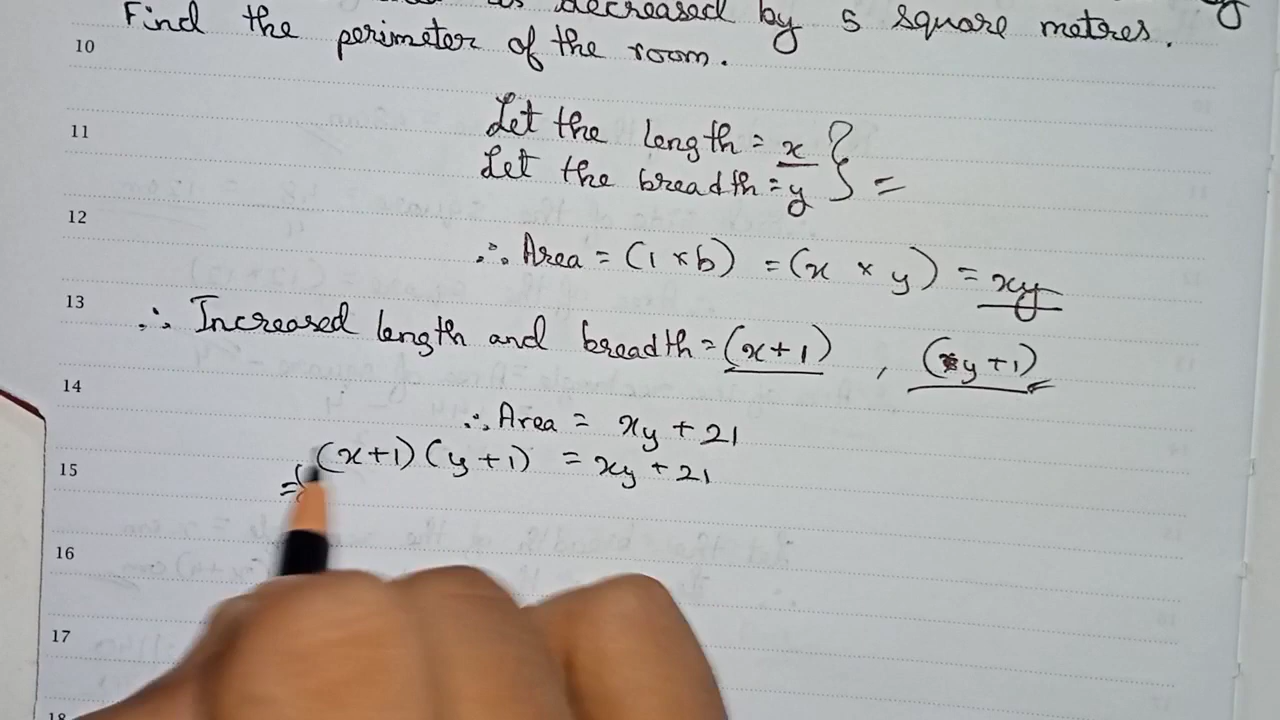 decreased by 5 square metres.
Find the perimeter of the room.
10
Let the length = x
11
Let the breadth = y } =
12
∴ Area = (l × b) = (x × y) = xy
13
∴ Increased length and breadth = (x+1) , (y+1)
14
∴ Area = xy + 21
(x+1) (y+1) = xy + 21
15
=
16
17
18